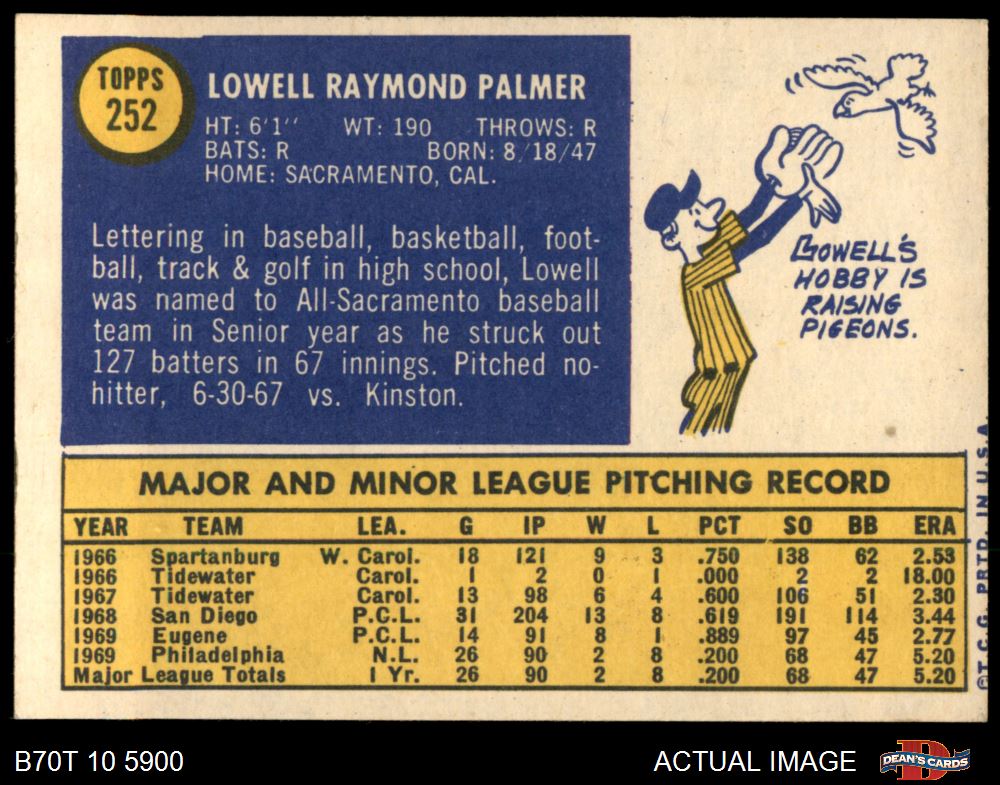 TOPPS
252
LOWELL RAYMOND PALMER
HT: 6'1" WT: 190 THROWS: R
BATS: R BORN: 8/18/47
HOME: SACRAMENTO, CAL.
Lettering in baseball, basketball, foot-
ball, track & golf in high school, Lowell
was named to All-Sacramento baseball
team in Senior year as he struck out
127 batters in 67 innings. Pitched no-
hitter, 6-30-67 vs. Kinston.
LOWELL'S
HOBBY IS
RAISING
PIGEONS.
MAJOR AND MINOR LEAGUE PITCHING RECORD
YEAR TEAM LEA. G IP W L PCT SO BB ERA
1966 Spartanburg W. Carol. 18 121 9 3 .750 138 62 2.53
1966 Tidewater Carol. 1 2 0 1 .000 2 2 18.00
1967 Tidewater Carol. 13 98 6 4 .600 106 51 2.30
1968 San Diego P.C.L. 31 204 13 8 .619 191 114 3.44
1969 Eugene P.C.L. 14 91 8 1 .889 97 45 2.77
1969 Philadelphia N.L. 26 90 2 8 .200 68 47 5.20
Major League Totals 1 Yr. 26 90 2 8 .200 68 47 5.20
©T.C.G. PRTD. IN U.S.A.
B70T 10 5900
ACTUAL IMAGE
DEAN'S CARDS